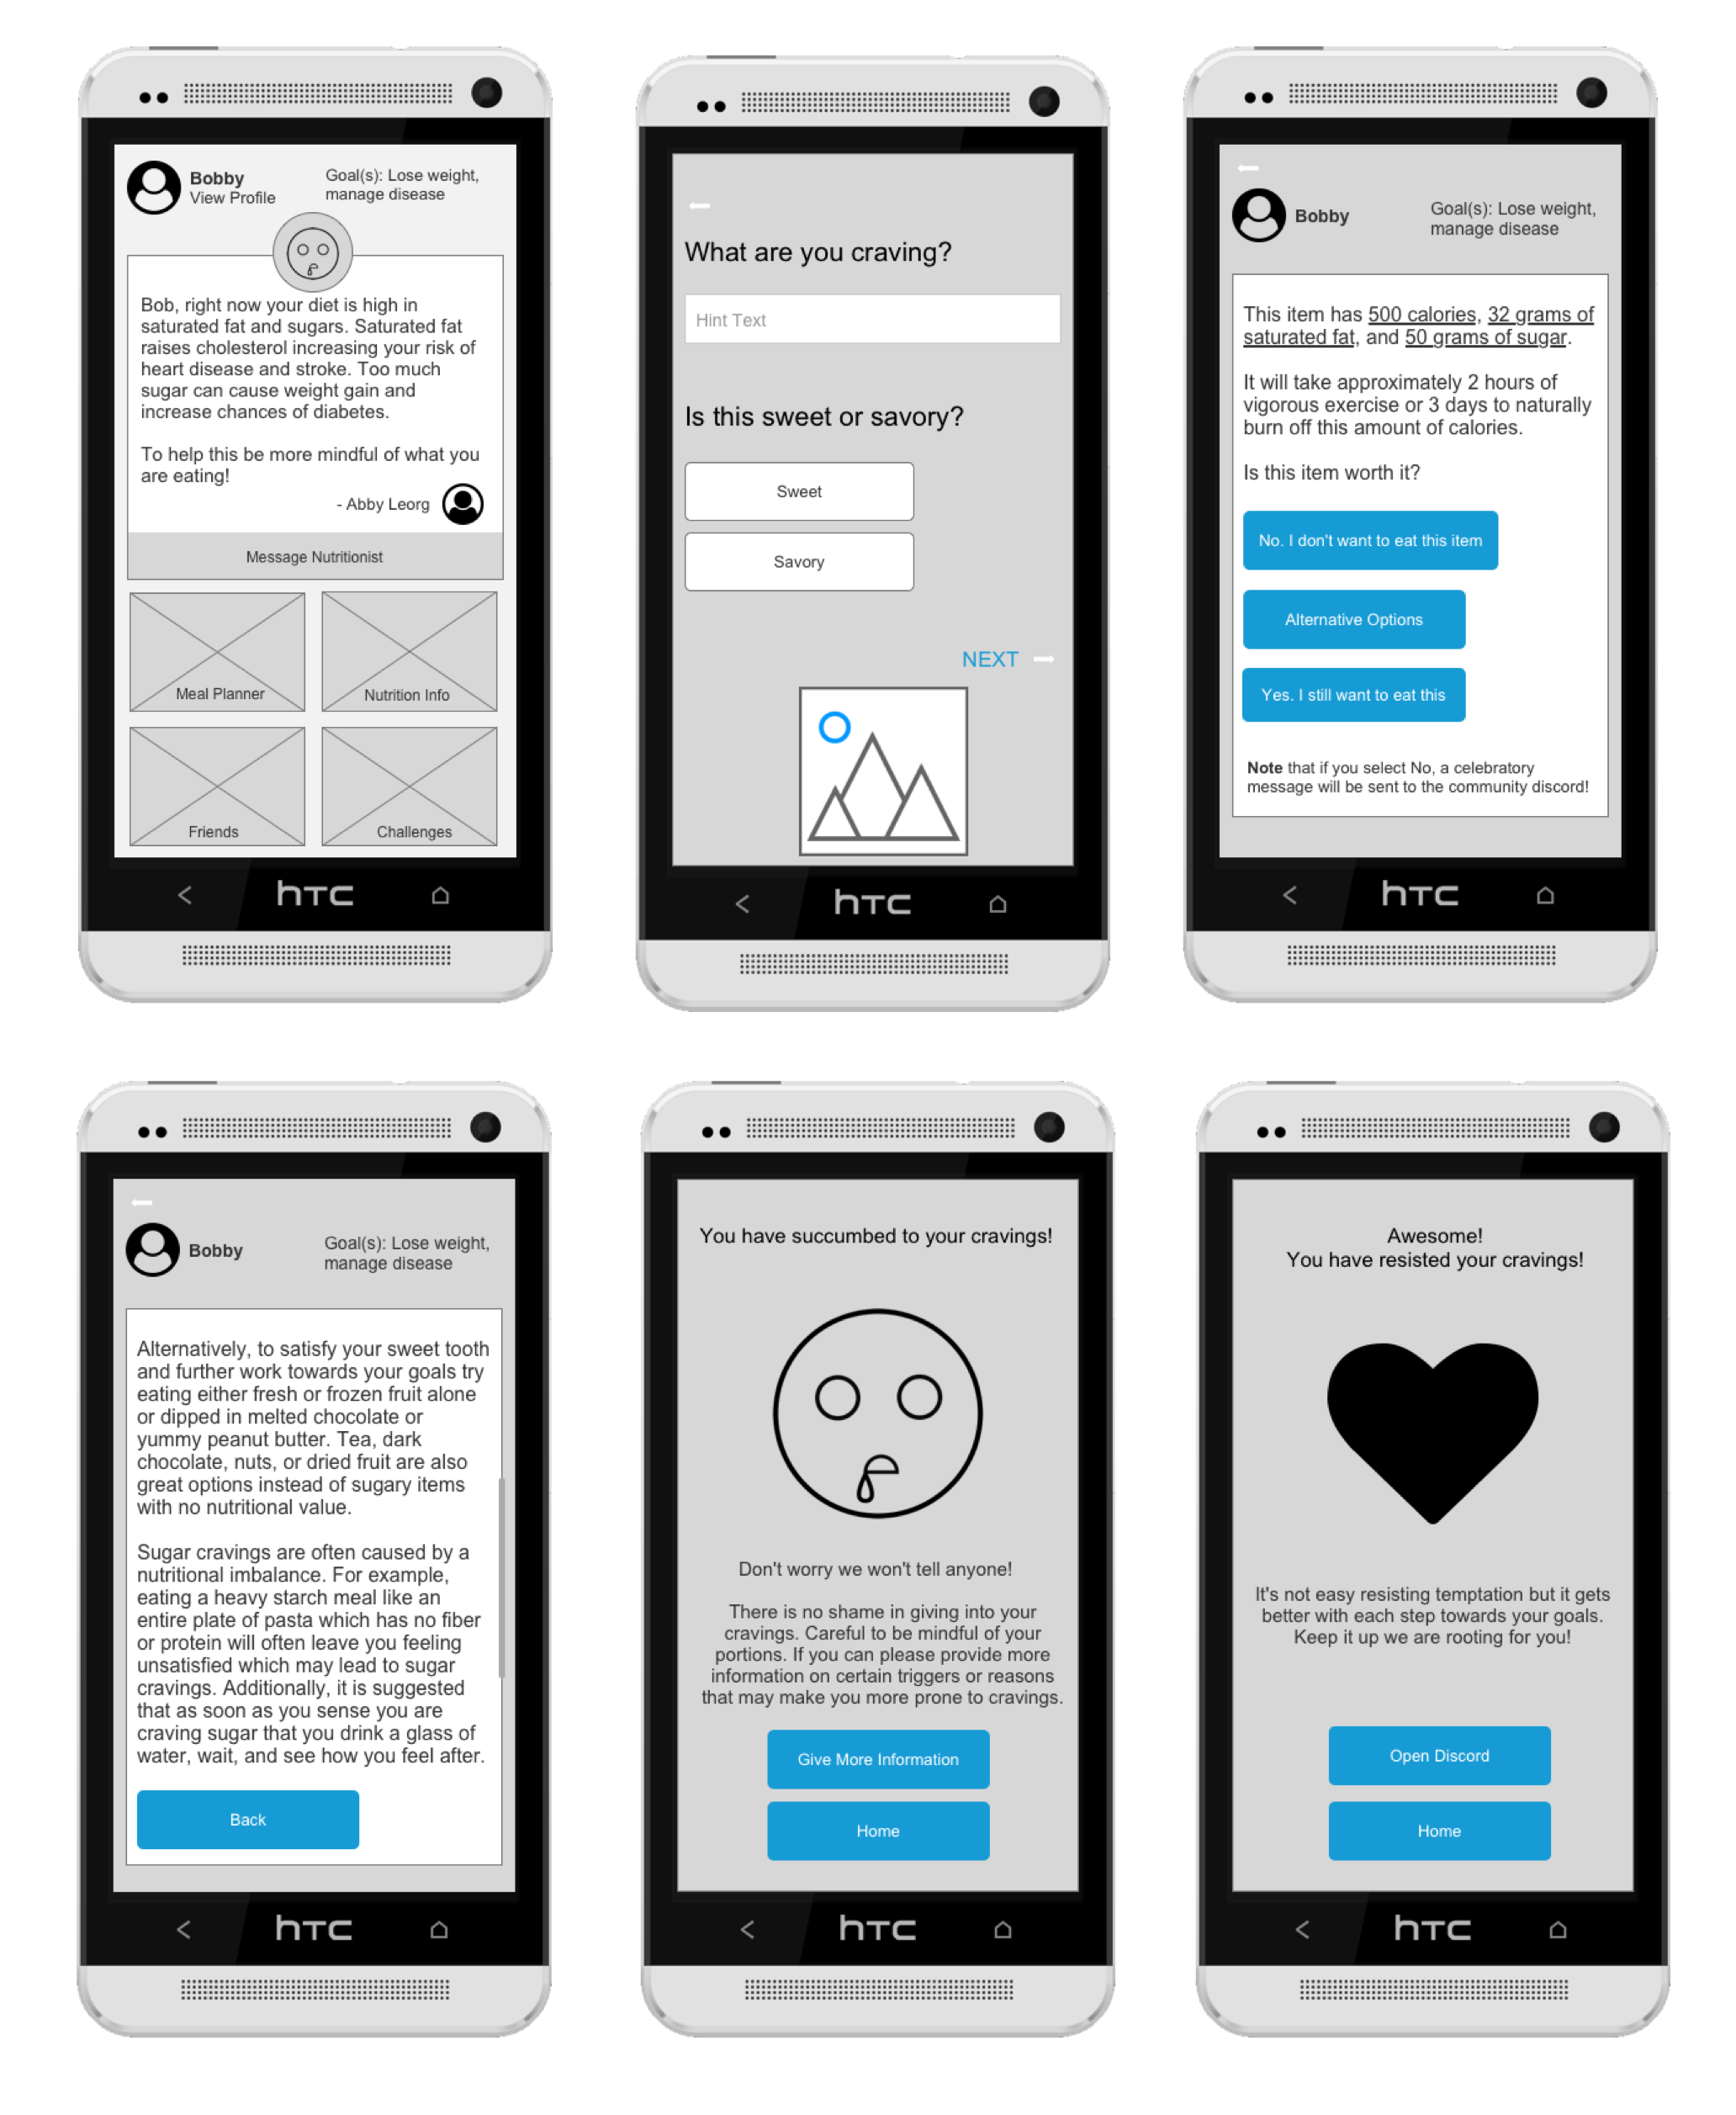 Bobby
View Profile
Goal(s): Lose weight,
manage disease
Bob, right now your diet is high in
saturated fat and sugars. Saturated fat
raises cholesterol increasing your risk of
heart disease and stroke. Too much
sugar can cause weight gain and
increase chances of diabetes.
To help this be more mindful of what you
are eating!
- Abby Leorg
Message Nutritionist
Meal Planner
Nutrition Info
Friends
Challenges
hTC
What are you craving?
Hint Text
Is this sweet or savory?
Sweet
Savory
NEXT
hTC
Bobby
Goal(s): Lose weight,
manage disease
This item has 500 calories, 32 grams of
saturated fat, and 50 grams of sugar.
It will take approximately 2 hours of
vigorous exercise or 3 days to naturally
burn off this amount of calories.
Is this item worth it?
No. I don't want to eat this item
Alternative Options
Yes. I still want to eat this
Note that if you select No, a celebratory
message will be sent to the community discord!
hTC
Bobby
Goal(s): Lose weight,
manage disease
Alternatively, to satisfy your sweet tooth
and further work towards your goals try
eating either fresh or frozen fruit alone
or dipped in melted chocolate or
yummy peanut butter. Tea, dark
chocolate, nuts, or dried fruit are also
great options instead of sugary items
with no nutritional value.
Sugar cravings are often caused by a
nutritional imbalance. For example,
eating a heavy starch meal like an
entire plate of pasta which has no fiber
or protein will often leave you feeling
unsatisfied which may lead to sugar
cravings. Additionally, it is suggested
that as soon as you sense you are
craving sugar that you drink a glass of
water, wait, and see how you feel after.
Back
hTC
You have succumbed to your cravings!
Don't worry we won't tell anyone!
There is no shame in giving into your
cravings. Careful to be mindful of your
portions. If you can please provide more
information on certain triggers or reasons
that may make you more prone to cravings.
Give More Information
Home
hTC
Awesome!
You have resisted your cravings!
It's not easy resisting temptation but it gets
better with each step towards your goals.
Keep it up we are rooting for you!
Open Discord
Home
hTC